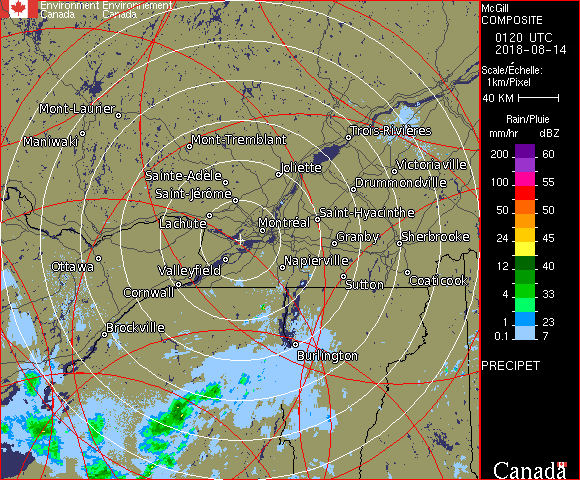 Environment Environnement
Canada Canada
McGill
COMPOSITE
0120 UTC
2018-08-14
Scale/Échelle:
1km/Pixel
40 KM
Rain/Pluie
mm/hr dBZ
200 60
100 55
50 50
24 45
12 40
4 33
1 23
0.1 7
PRECIPET
Mont-Laurier
Maniwaki
Mont-Tremblant
Trois-Rivières
Sainte-Adèle
Joliette
Victoriaville
Saint-Jérôme
Drummondville
Lachute
Montréal
Saint-Hyacinthe
Granby
Sherbrooke
Ottawa
Valleyfield
Napierville
Cornwall
Sutton
Coaticook
Brockville
Burlington
Canada